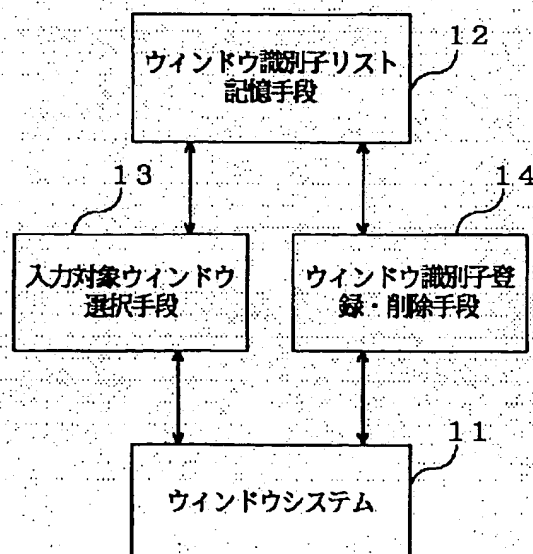 12
ウィンドウ識別子リスト
記憶手段
13
14
入力対象ウィンドウ
選択手段
ウィンドウ識別子登
録・削除手段
11
ウィンドウシステム